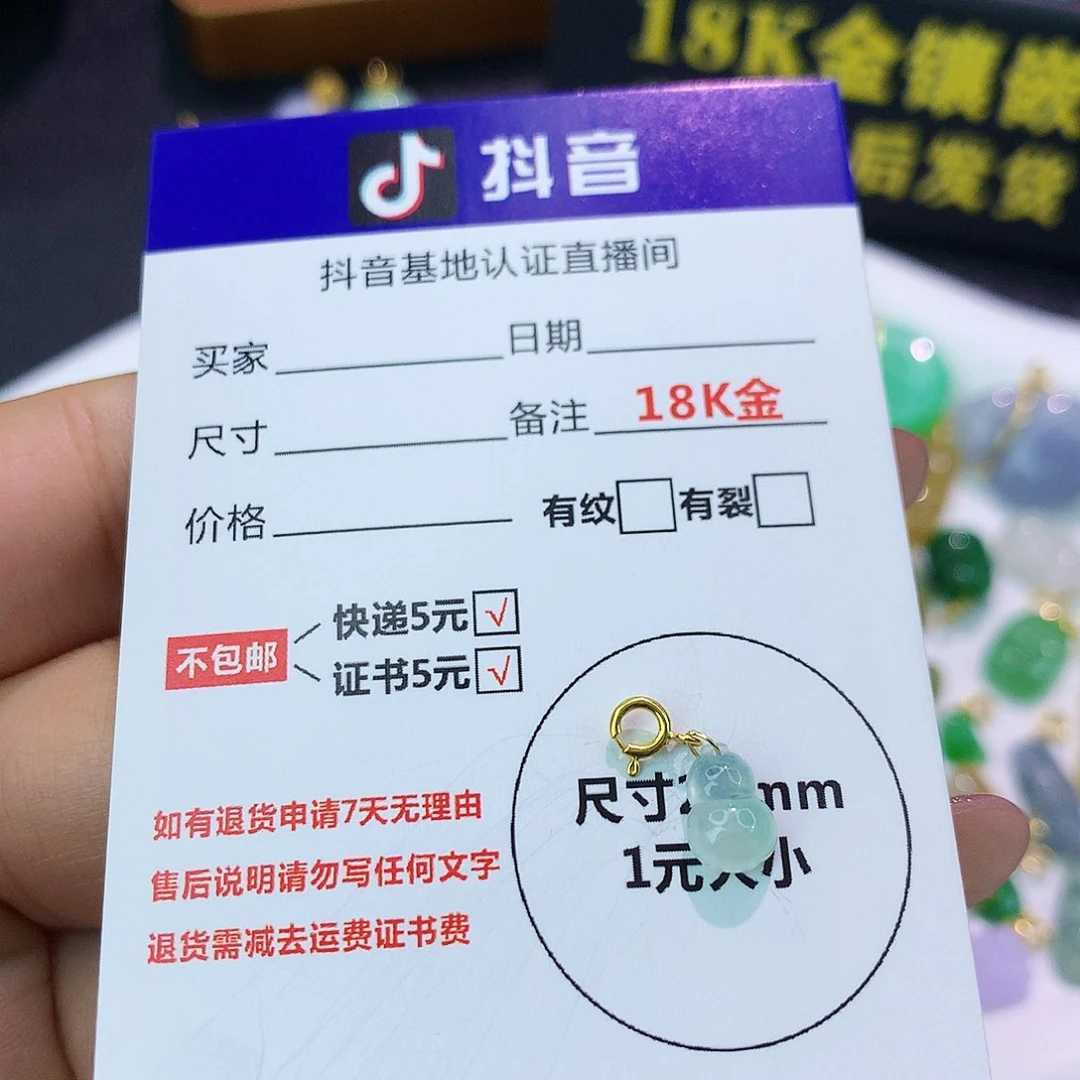 18K金镶嵌
后发货
抖音
抖音基地认证直播间
买家 日期
尺寸 备注 18K金
价格 有纹 有裂
不包邮
快递5元 √
证书5元 √
如有退货申请7天无理由
售后说明请勿写任何文字
退货需减去运费证书费
尺寸2 mm
1元大小